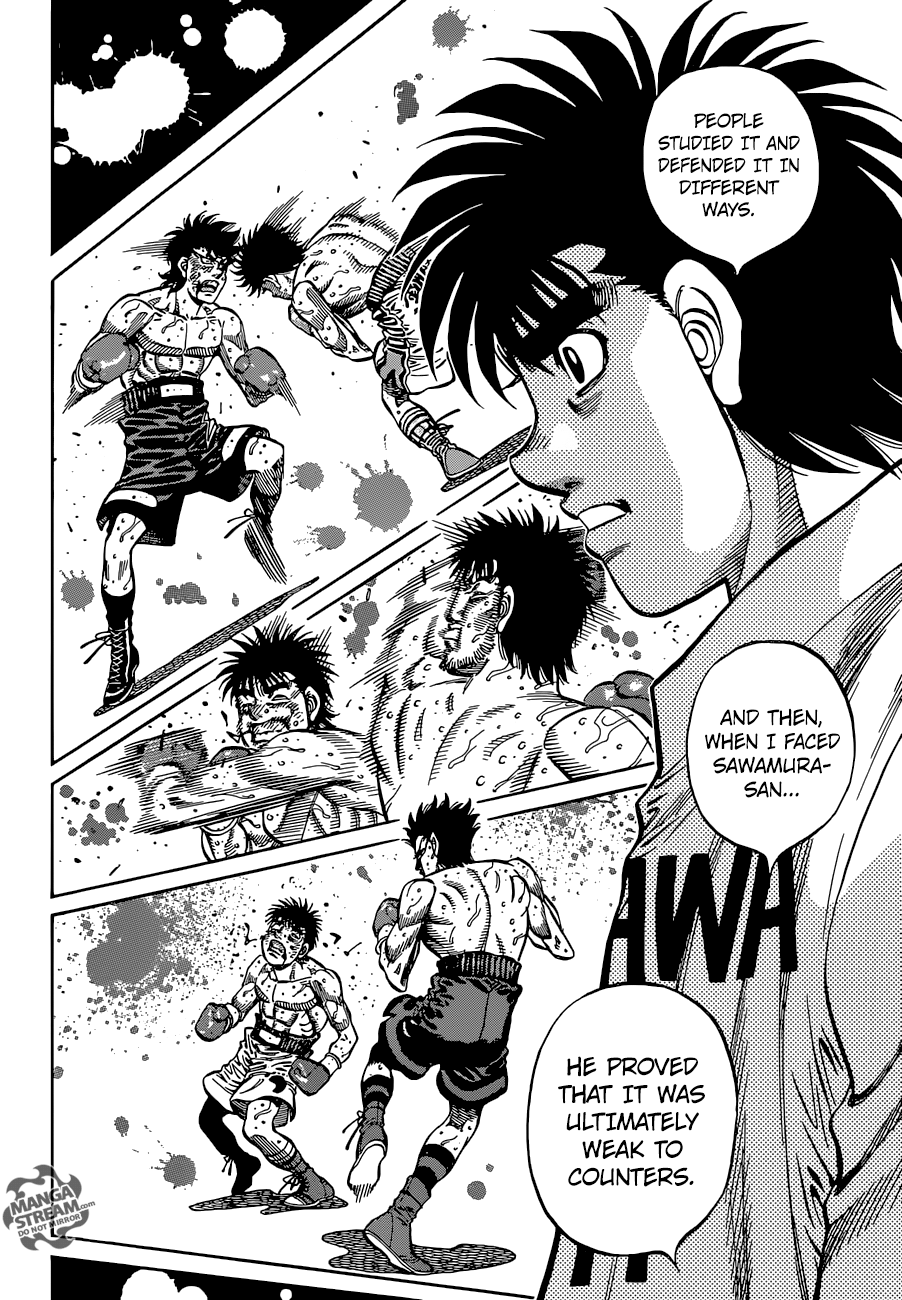 PEOPLE
STUDIED IT AND
DEFENDED IT IN
DIFFERENT
WAYS.
AND THEN,
WHEN I FACED
SAWAMURA-
SAN...
AWA
HE PROVED
THAT IT WAS
ULTIMATELY
WEAK TO
COUNTERS.
MANGA
STREAM.com
DO NOT MIRROR